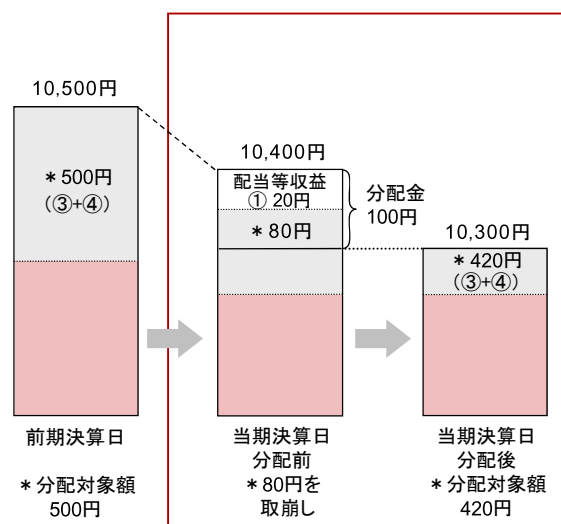 10,500円
*500円
(③+④)
前期決算日
*分配対象額
500円
10,400円
配当等収益
① 20円
*80円
分配金
100円
当期決算日
分配前
*80円を
取崩し
10,300円
*420円
(③+④)
当期決算日
分配後
*分配対象額
420円